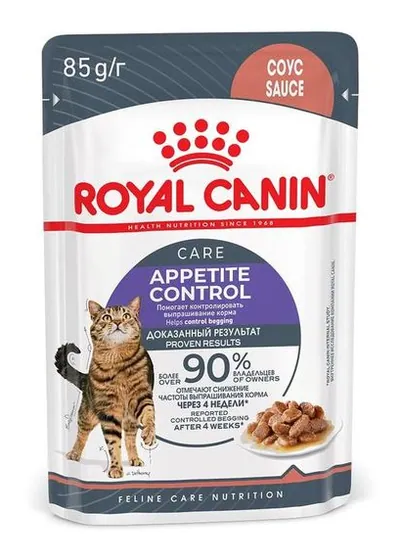 85 g/г
СОУС
SAUCE
ROYAL CANIN
HEALTH NUTRITION SINCE 1968
CARE
APPETITE
CONTROL
Помогает контролировать
выпрашивание корма
Helps control begging
ДОКАЗАННЫЙ РЕЗУЛЬТАТ
PROVEN RESULTS
БОЛЕЕ
OVER
90%
ВЛАДЕЛЬЦЕВ
OF OWNERS
ОТМЕЧАЮТ СНИЖЕНИЕ
ЧАСТОТЫ ВЫПРАШИВАНИЯ КОРМА
ЧЕРЕЗ 4 НЕДЕЛИ*
REPORTED
CONTROLLED BEGGING
AFTER 4 WEEKS*
FELINE CARE NUTRITION